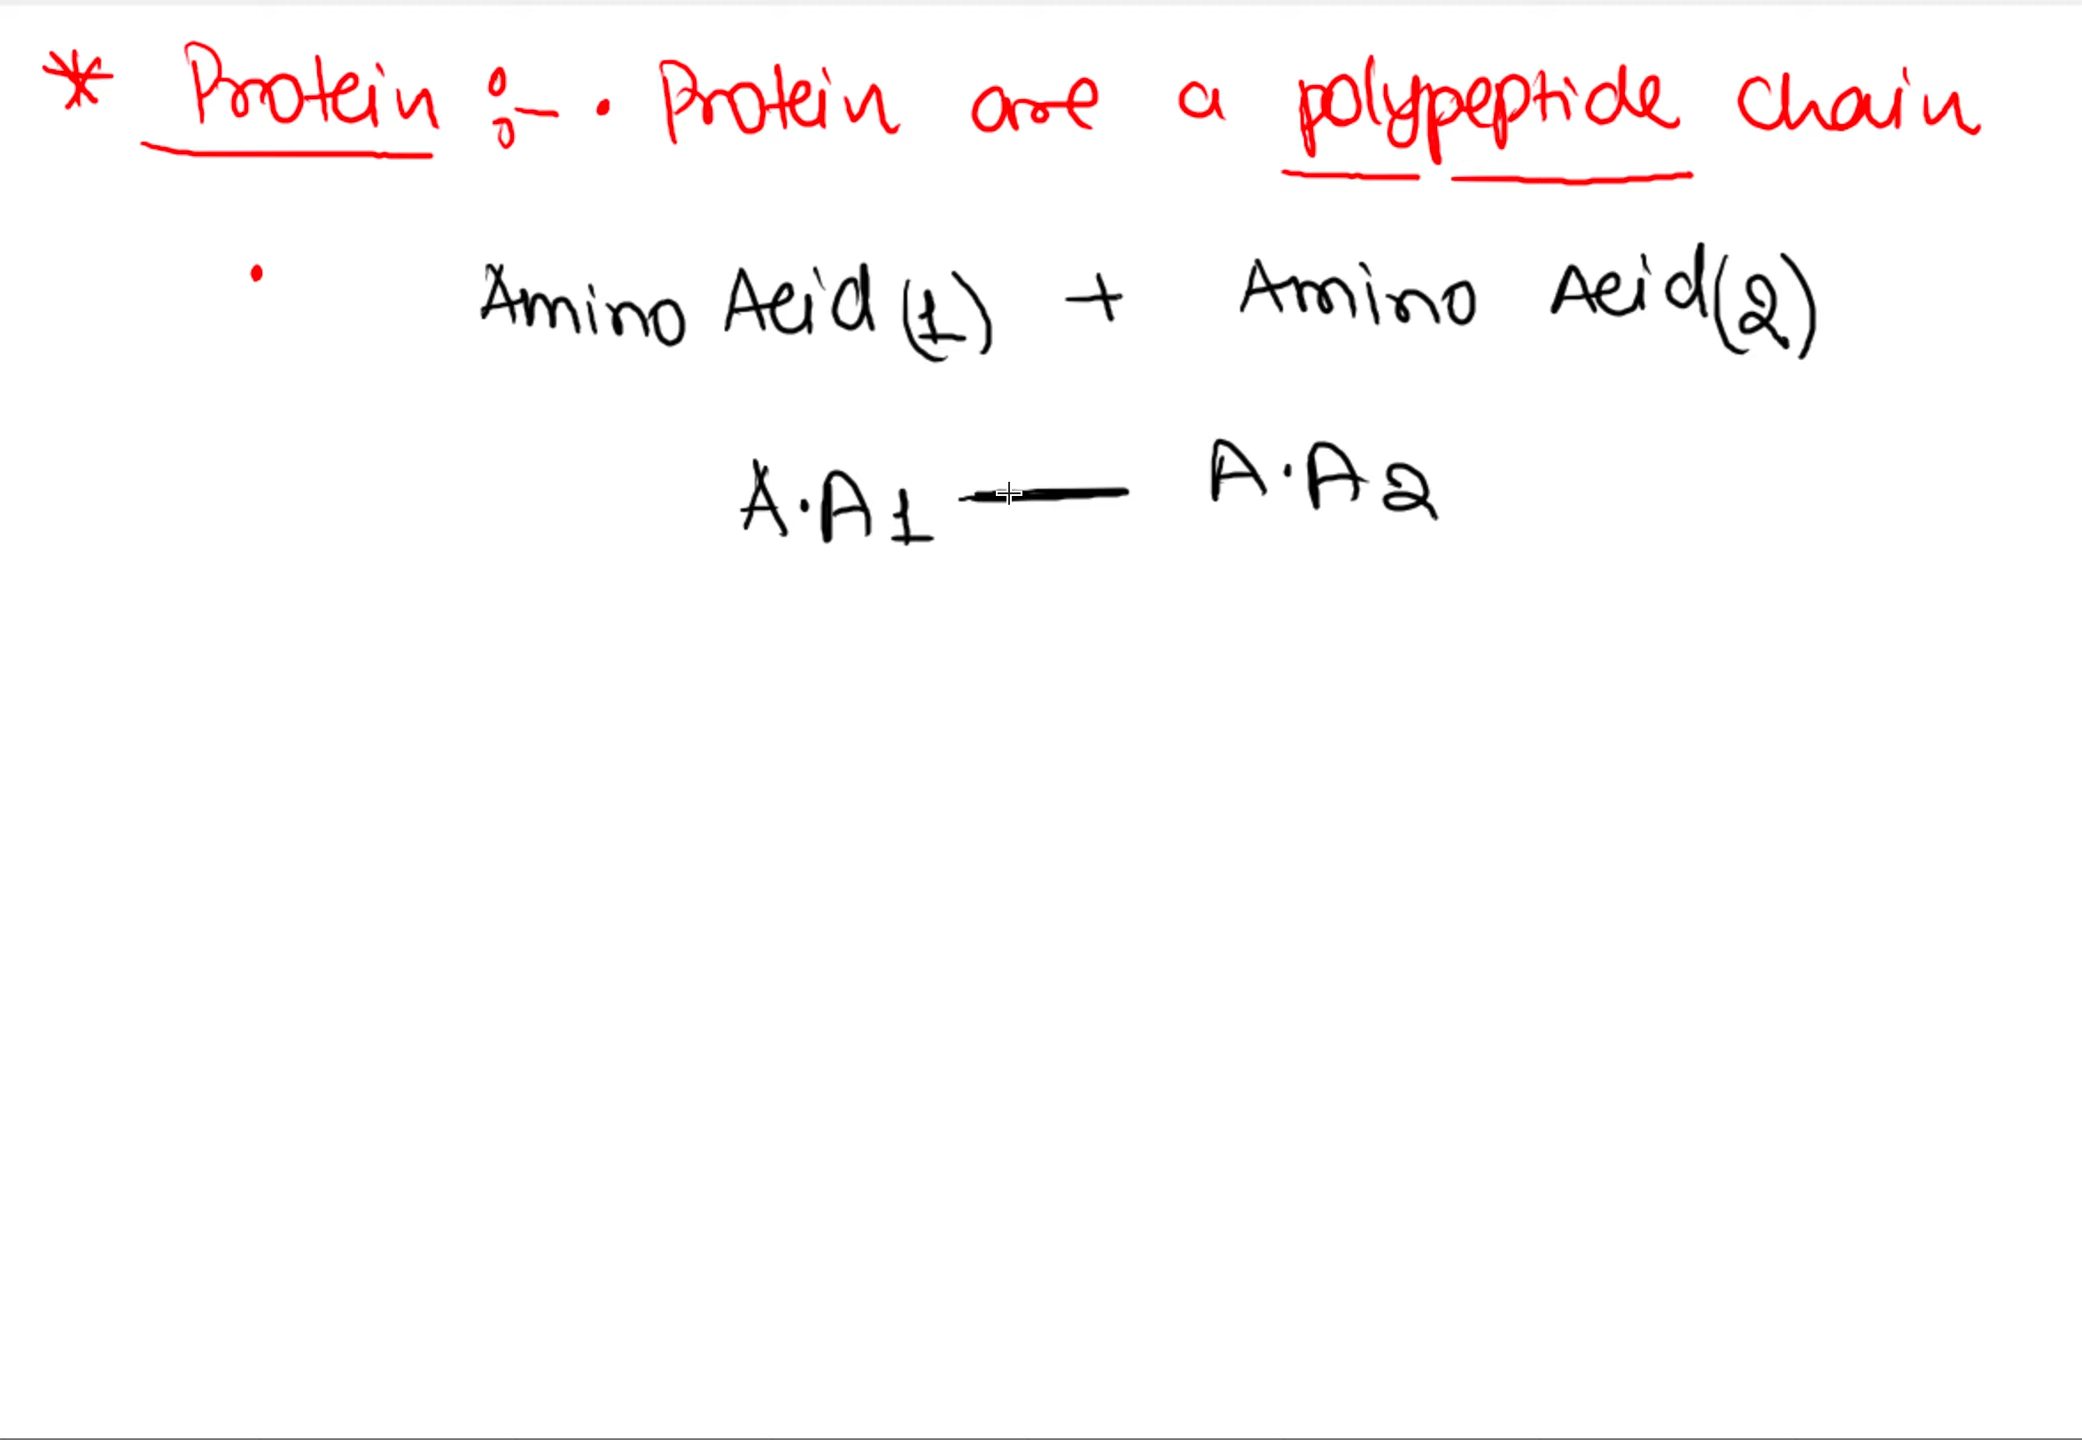 * Protein :- • Protein are a polypeptide chain
• Amino Acid (1) + Amino Acid (2)
A.A1 — A.A2